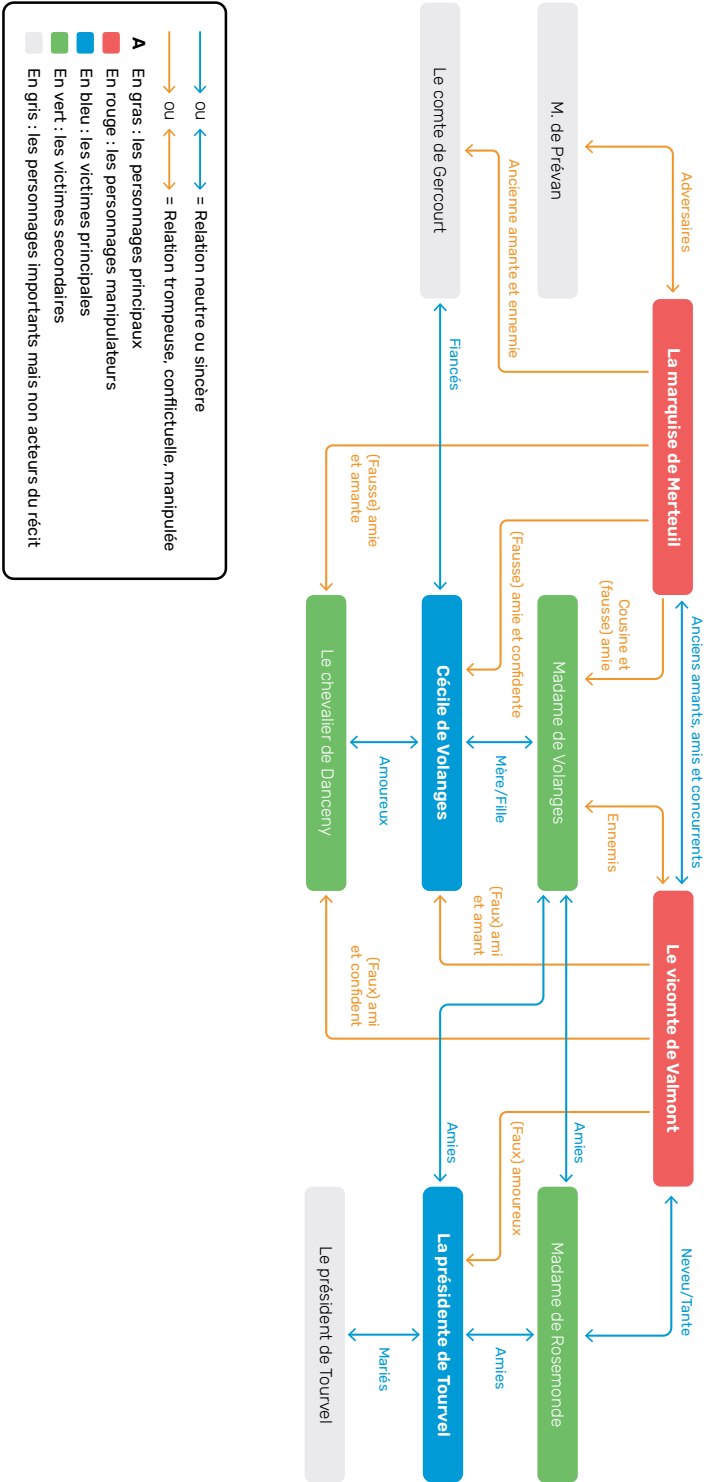 Adversaires
La marquise de Merteuil
Anciens amants, amis et concurrents
Le vicomte de Valmont
Neveu/Tante
M. de Prévan
Ancienne amante et ennemie
Cousine et
(fausse) amie
Madame de Volanges
Ennemis
Amies
Madame de Rosemonde
(Fausse) amie et confidente
Mère/Fille
(Faux) ami
et amant
(Faux) amoureux
Amies
Le comte de Gercourt
Fiancés
Cécile de Volanges
Amies
La présidente de Tourvel
(Fausse) amie
et amante
Amoureux
(Faux) ami
et confident
Mariés
Le chevalier de Danceny
Le président de Tourvel
ou = Relation neutre ou sincère
ou = Relation trompeuse, conflictuelle, manipulée
A En gras : les personnages principaux
En rouge : les personnages manipulateurs
En bleu : les victimes principales
En vert : les victimes secondaires
En gris : les personnages importants mais non acteurs du récit